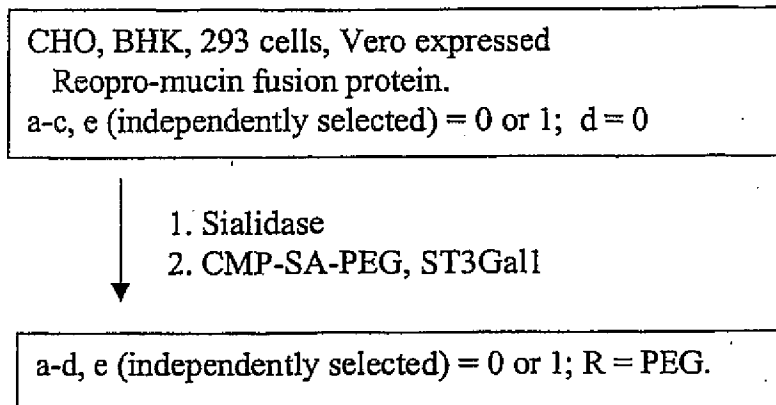 CHO, BHK, 293 cells, Vero expressed
Reopro-mucin fusion protein.
a-c, e (independently selected) = 0 or 1; d = 0
1. Sialidase
2. CMP-SA-PEG, ST3Gal1
a-d, e (independently selected) = 0 or 1; R = PEG.